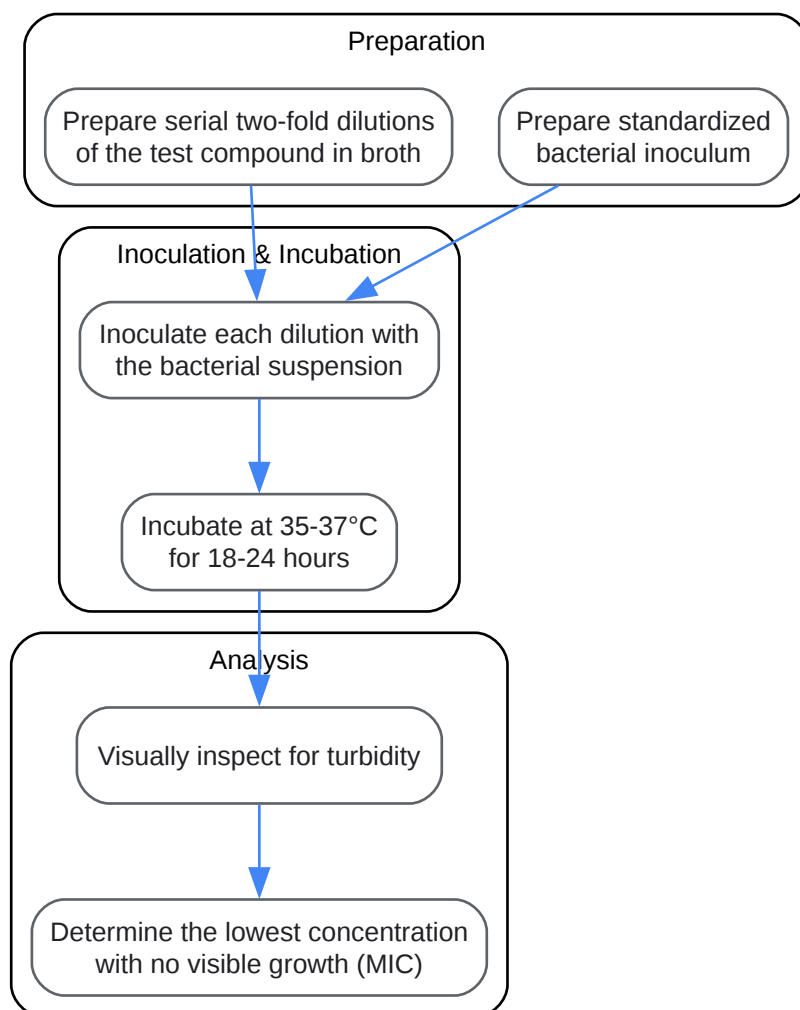 Preparation
Prepare serial two-fold dilutions
of the test compound in broth
Prepare standardized
bacterial inoculum
Inoculation & Incubation
Inoculate each dilution with
the bacterial suspension
Incubate at 35-37°C
for 18-24 hours
Analysis
Visually inspect for turbidity
Determine the lowest concentration
with no visible growth (MIC)